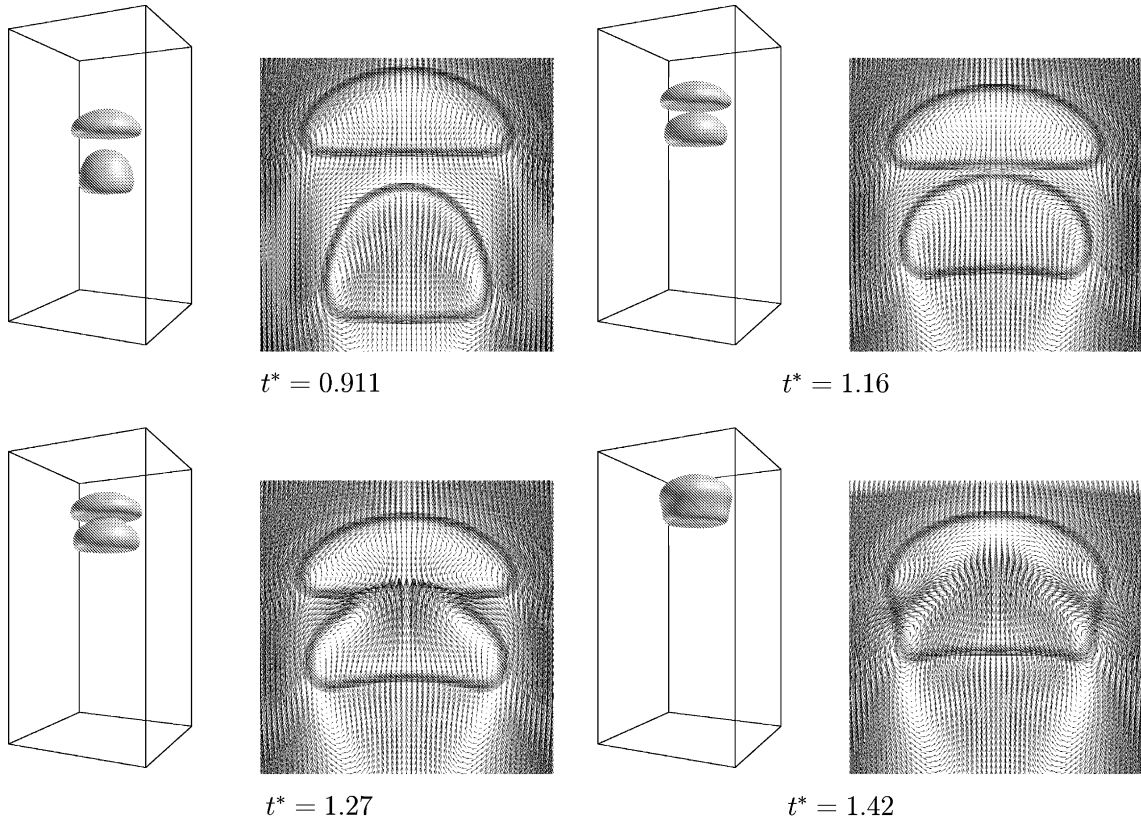 t* = 0.911
t* = 1.16
t* = 1.27
t* = 1.42